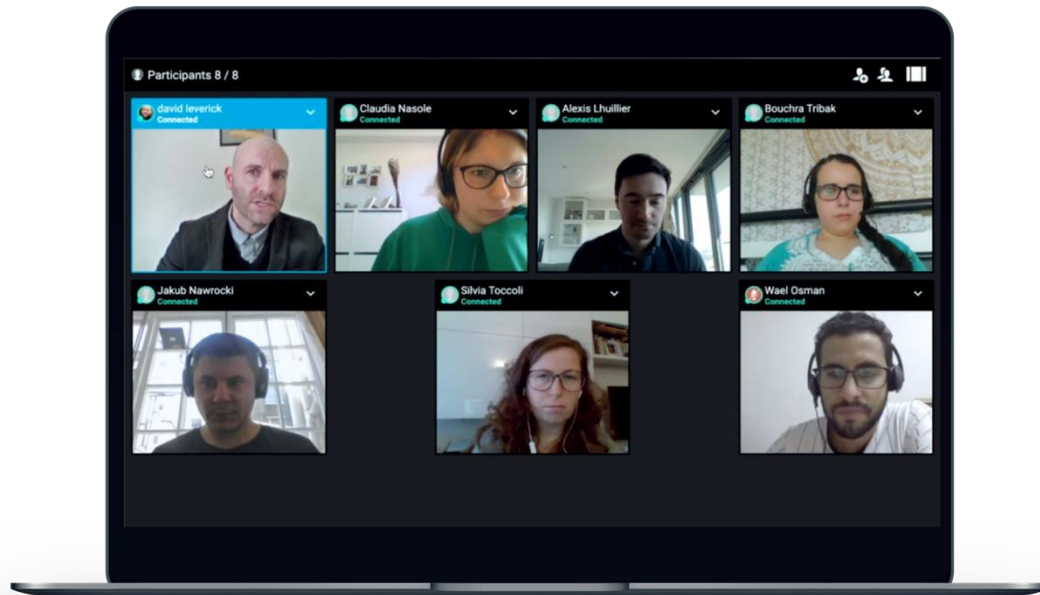 Participants 8 / 8
david leverick
Connected
Claudia Nasole
Connected
Alexis Lhuillier
Connected
Bouchra Tribak
Connected
Jakub Nawrocki
Connected
Silvia Toccoli
Connected
Wael Osman
Connected